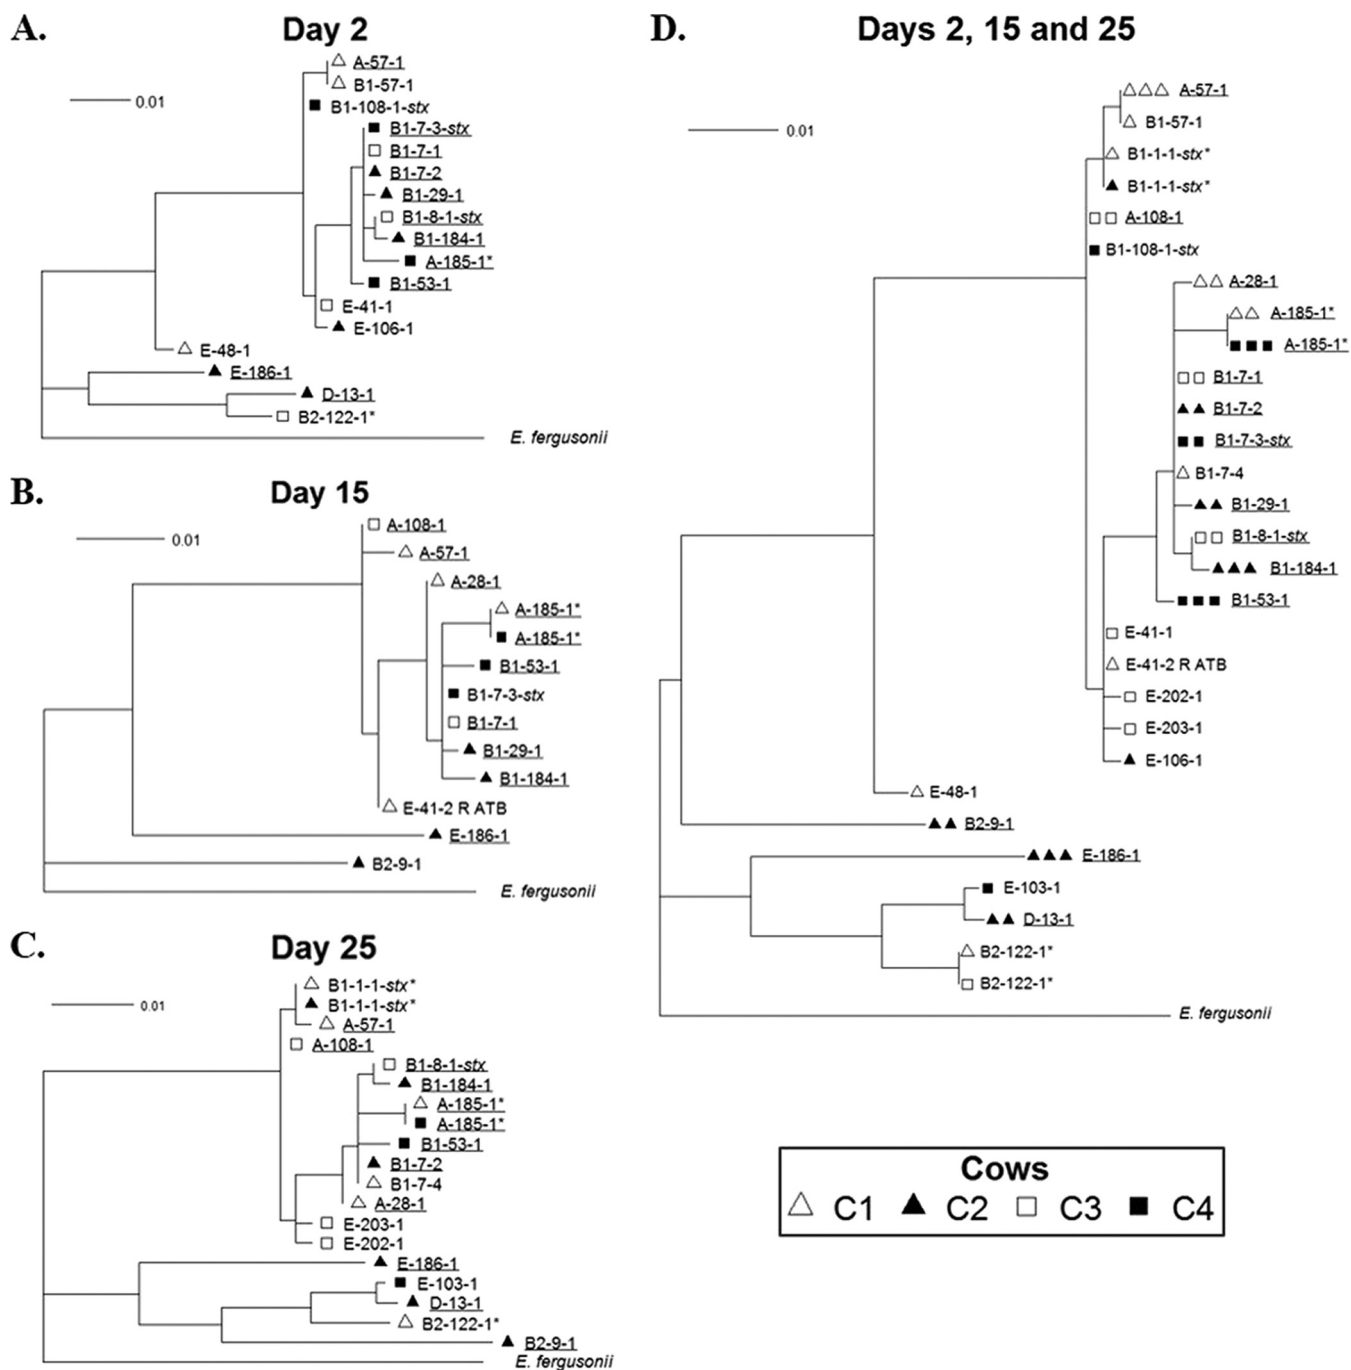 A.
Day 2
0.01
A-57-1
B1-57-1
B1-108-1-stx
B1-7-3-stx
B1-7-1
B1-7-2
B1-29-1
B1-8-1-stx
B1-184-1
A-185-1*
B1-53-1
E-41-1
E-106-1
E-48-1
E-186-1
D-13-1
B2-122-1*
E. fergusonii
B.
Day 15
0.01
A-108-1
A-57-1
A-28-1
A-185-1*
A-185-1*
B1-53-1
B1-7-3-stx
B1-7-1
B1-29-1
B1-184-1
E-41-2 R ATB
E-186-1
B2-9-1
E. fergusonii
C.
Day 25
0.01
B1-1-1-stx*
B1-1-1-stx*
A-57-1
A-108-1
B1-8-1-stx
B1-184-1
A-185-1*
A-185-1*
B1-53-1
B1-7-2
B1-7-4
A-28-1
E-203-1
E-202-1
E-186-1
E-103-1
D-13-1
B2-122-1*
B2-9-1
E. fergusonii
D.
Days 2, 15 and 25
0.01
A-57-1
B1-57-1
B1-1-1-stx*
B1-1-1-stx*
A-108-1
B1-108-1-stx
A-28-1
A-185-1*
A-185-1*
B1-7-1
B1-7-2
B1-7-3-stx
B1-7-4
B1-29-1
B1-8-1-stx
B1-184-1
B1-53-1
E-41-1
E-41-2 R ATB
E-202-1
E-203-1
E-106-1
E-48-1
B2-9-1
E-186-1
E-103-1
D-13-1
B2-122-1*
B2-122-1*
E. fergusonii
Cows
C1 C2 C3 C4